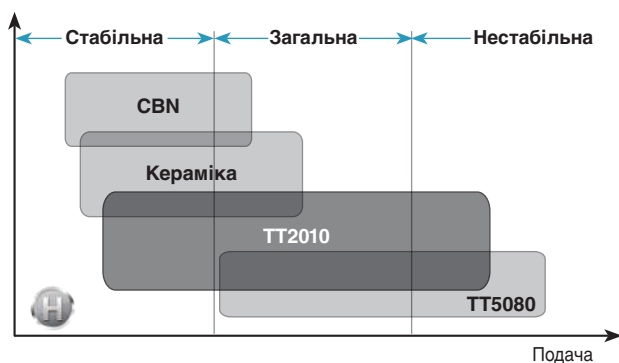 Стабільна Загальна Нестабільна
CBN
Кераміка
TT2010
TT5080
H
Подача